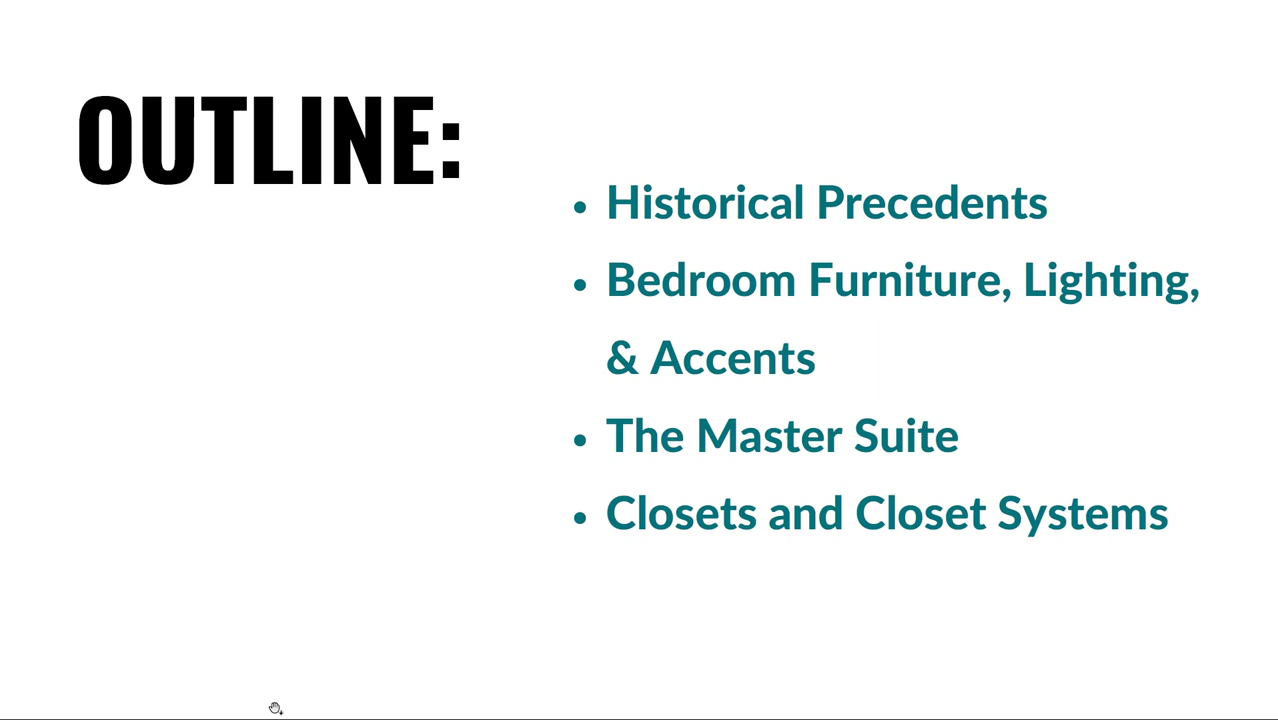 OUTLINE:
• Historical Precedents
• Bedroom Furniture, Lighting,
& Accents
• The Master Suite
• Closets and Closet Systems